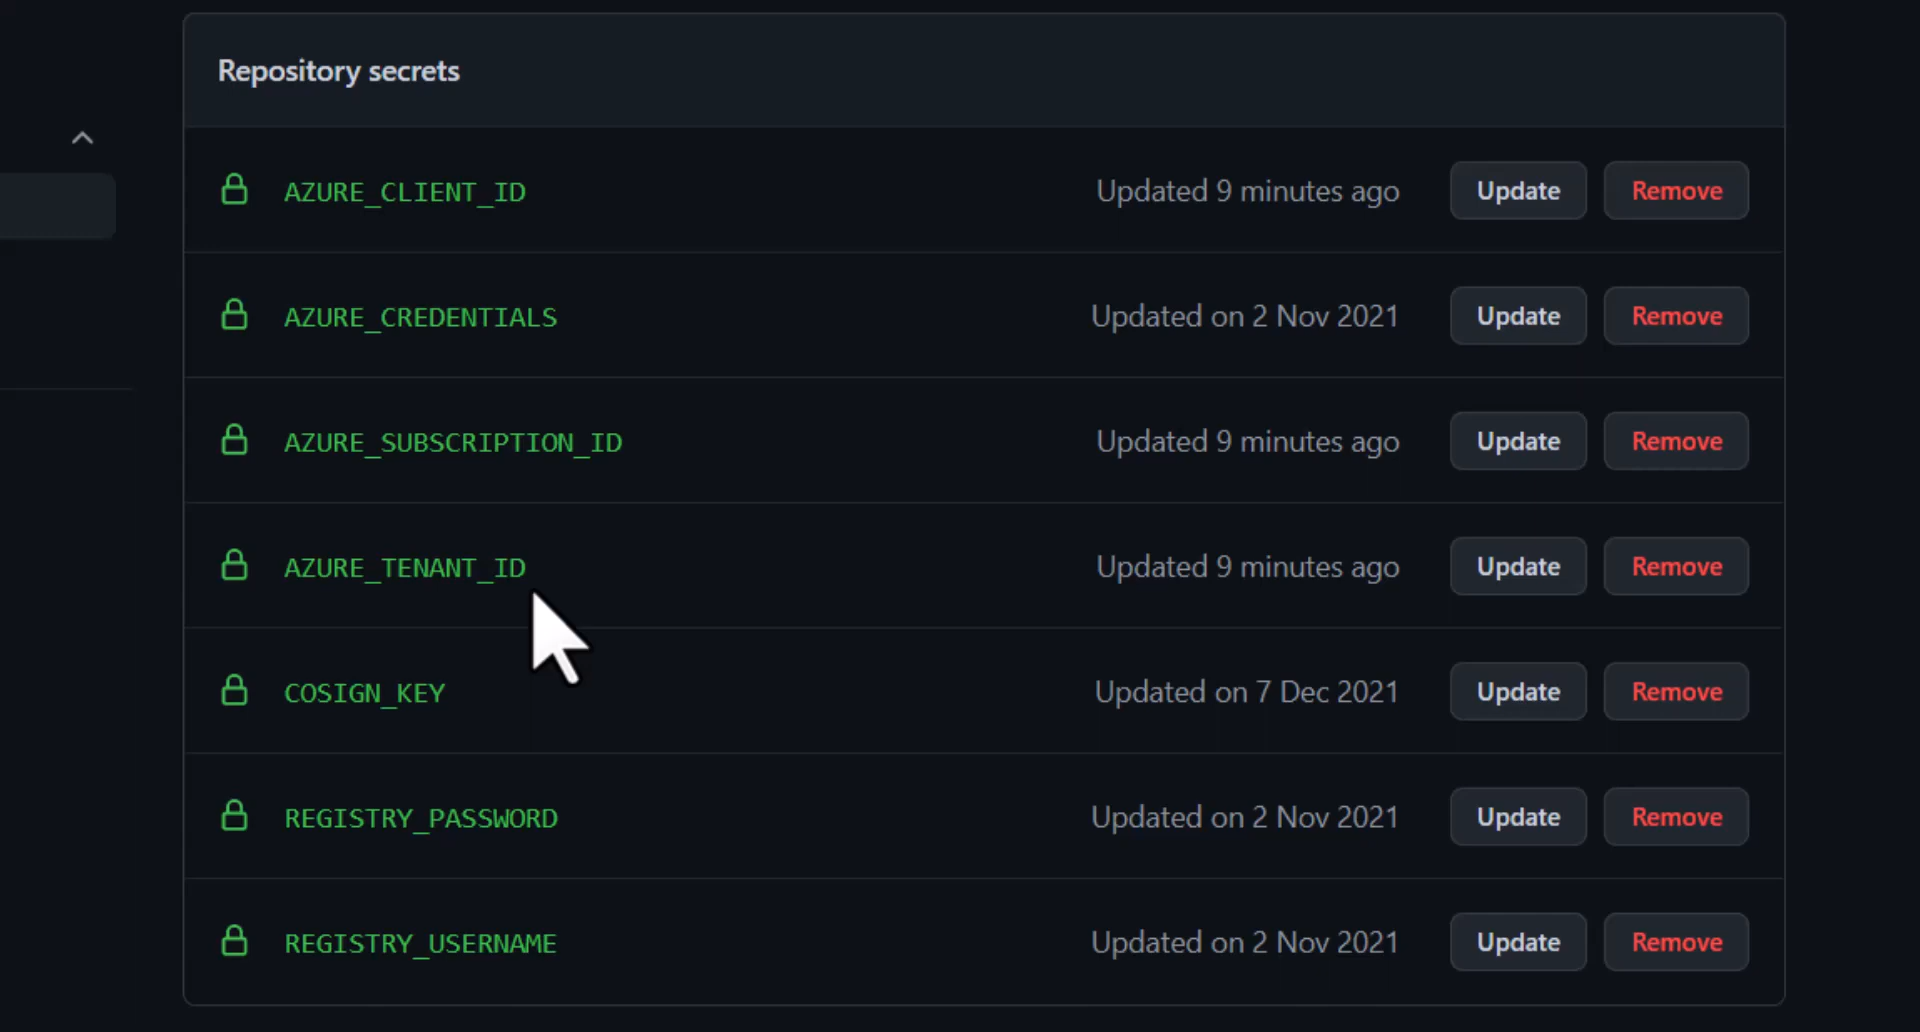 Repository secrets
AZURE_CLIENT_ID Updated 9 minutes ago Update Remove
AZURE_CREDENTIALS Updated on 2 Nov 2021 Update Remove
AZURE_SUBSCRIPTION_ID Updated 9 minutes ago Update Remove
AZURE_TENANT_ID Updated 9 minutes ago Update Remove
COSIGN_KEY Updated on 7 Dec 2021 Update Remove
REGISTRY_PASSWORD Updated on 2 Nov 2021 Update Remove
REGISTRY_USERNAME Updated on 2 Nov 2021 Update Remove